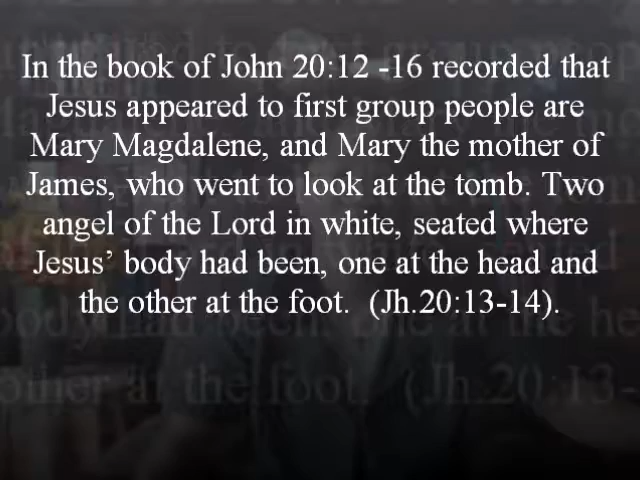 In the book of John 20:12 -16 recorded that
Jesus appeared to first group people are
Mary Magdalene, and Mary the mother of
James, who went to look at the tomb. Two
angel of the Lord in white, seated where
Jesus’ body had been, one at the head and
the other at the foot.  (Jh.20:13-14).